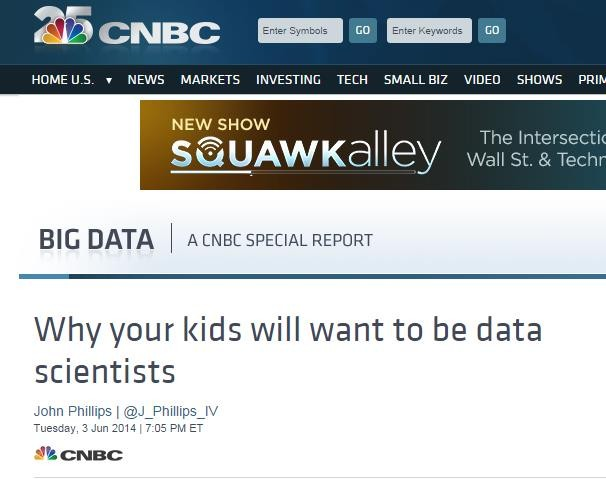 25 CNBC
Enter Symbols GO Enter Keywords GO
HOME U.S. ▼ NEWS MARKETS INVESTING TECH SMALL BIZ VIDEO SHOWS PRIM
NEW SHOW
SQUAWKalley
The Intersectio
Wall St. & Techn
BIG DATA | A CNBC SPECIAL REPORT
Why your kids will want to be data
scientists
John Phillips | @J_Phillips_IV
Tuesday, 3 Jun 2014 | 7:05 PM ET
CNBC